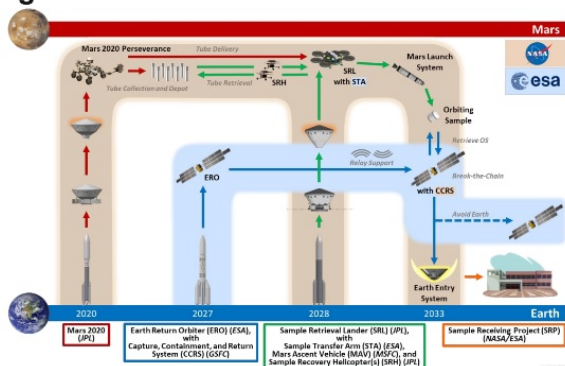 Mars
Mars 2020 Perseverance
Tube Delivery
SRL
with STA
Mars Launch
System
NASA
esa
Tube Collection and Depot
Tube Retrieval
SRH
Orbiting
Sample
Retrieve OS
Relay Support
ERO
Break-the-Chain
with CCRS
Avoid Earth
Earth Entry
System
2020
2027
2028
2033
Earth
Mars 2020
(JPL)
Earth Return Orbiter (ERO) (ESA),
with
Capture, Containment, and Return
System (CCRS) (GSFC)
Sample Retrieval Lander (SRL) (JPL),
with
Sample Transfer Arm (STA) (ESA),
Mars Ascent Vehicle (MAV) (MSFC), and
Sample Recovery Helicopter(s) (SRH) (JPL)
Sample Receiving Project (SRP)
(NASA/ESA)